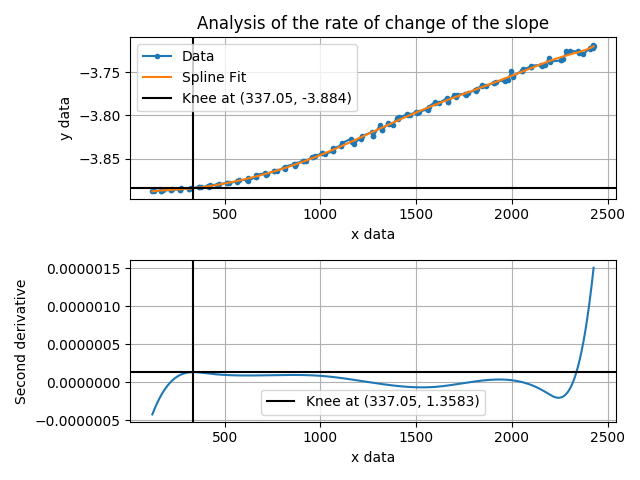 Analysis of the rate of change of the slope
Data
Spline Fit
Knee at (337.05, -3.884)
−3.75
−3.80
−3.85
y data
500
1000
1500
2000
2500
x data
0.0000015
0.0000010
0.0000005
0.0000000
−0.0000005
Second derivative
Knee at (337.05, 1.3583)
500
1000
1500
2000
2500
x data